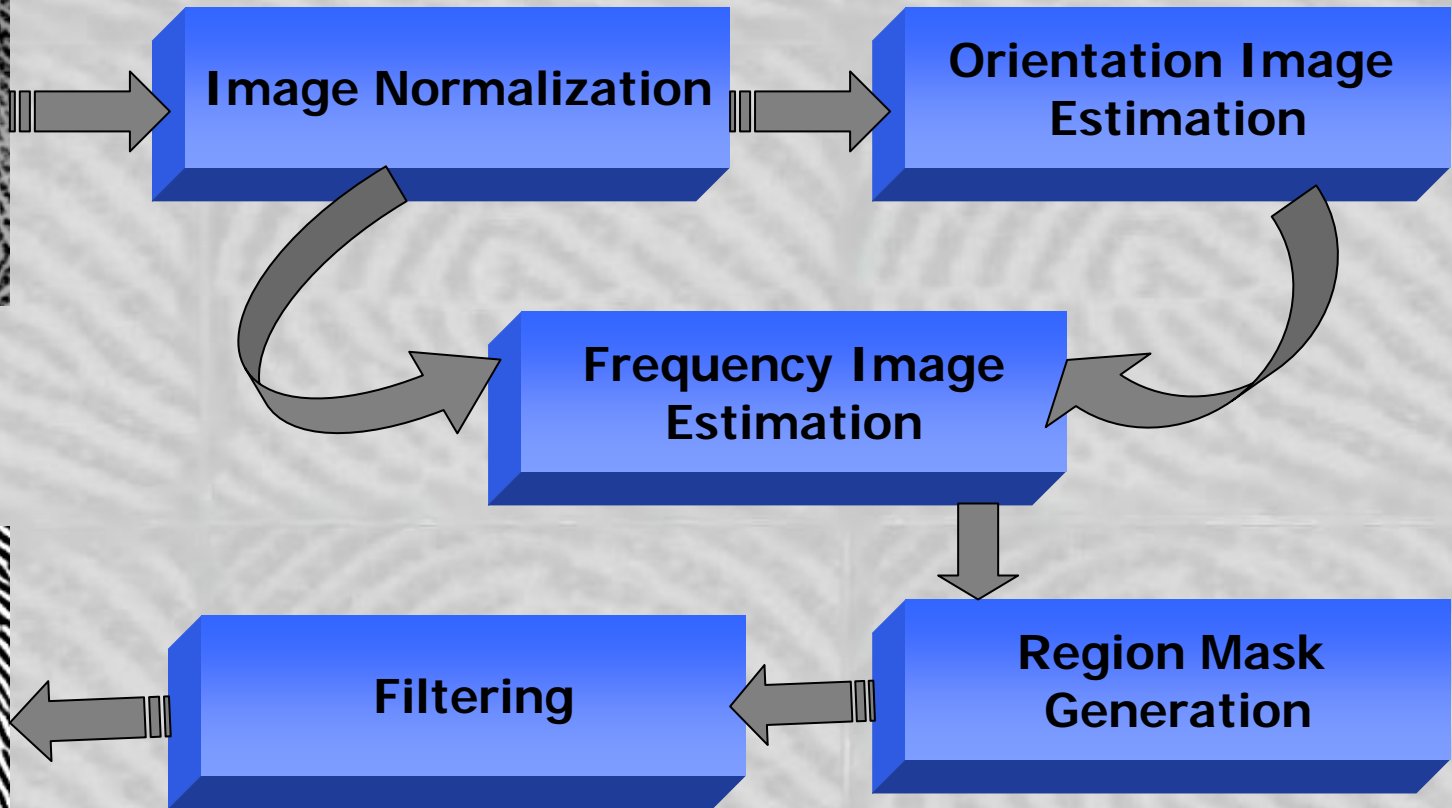 Image Normalization
Orientation Image
Estimation
Frequency Image
Estimation
Region Mask
Generation
Filtering